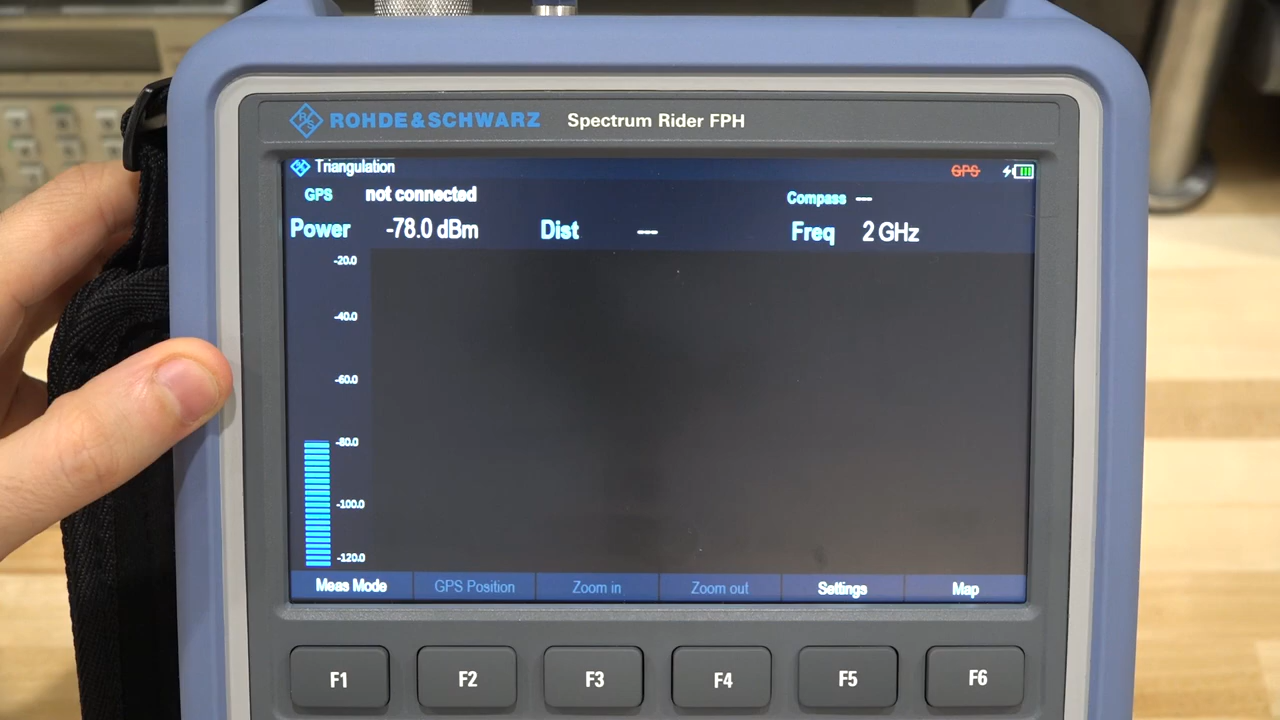 R&S ROHDE & SCHWARZ Spectrum Rider FPH
Triangulation GPS
GPS not connected Compass ---
Power -78.0 dBm Dist --- Freq 2 GHz
-20.0
-40.0
-60.0
-80.0
-100.0
-120.0
Meas Mode GPS Position Zoom in Zoom out Settings Map
F1 F2 F3 F4 F5 F6